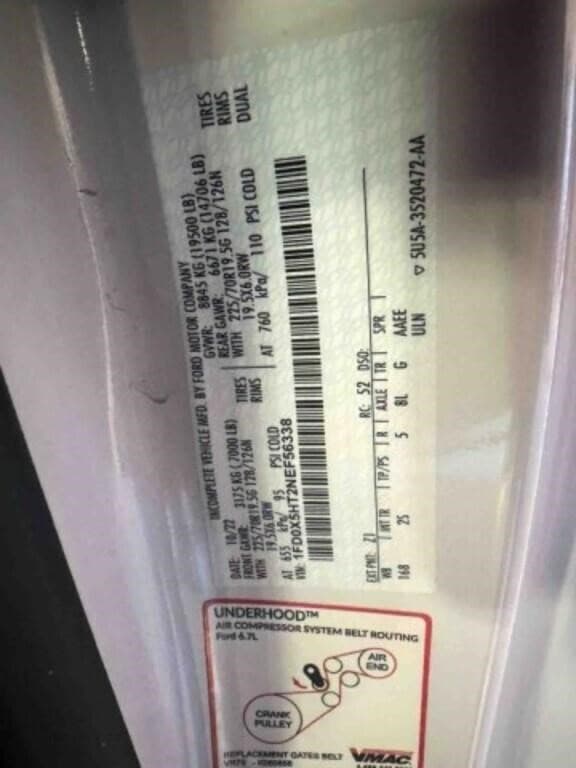 INCOMPLETE VEHICLE MFD. BY FORD MOTOR COMPANY
DATE: 10/22 GVWR: 8845 KG (19500 LB)
FRONT GAWR: 3175 KG (7000 LB) REAR GAWR: 6671 KG (14706 LB)
WITH 225/70R19.5G 128/126N TIRES WITH 225/70R19.5G 128/126N TIRES
19.5X6.0RW RIMS 19.5X6.0RW RIMS
AT 655 kPa/ 95 PSI COLD AT 760 kPa/ 110 PSI COLD DUAL
VIN: 1FD0X5HT2NEF56338
EXT PNT: Z1 RC: 52 DSO:
WB INT TR TP/PS R AXLE TR SPR
168 25 5 8L G AAEE
ULN ▽ 5U5A-3520472-AA
UNDERHOOD™
AIR COMPRESSOR SYSTEM BELT ROUTING
Ford 6.7L
AIR
END
CRANK
PULLEY
REPLACEMENT GATES BELT
VMAC